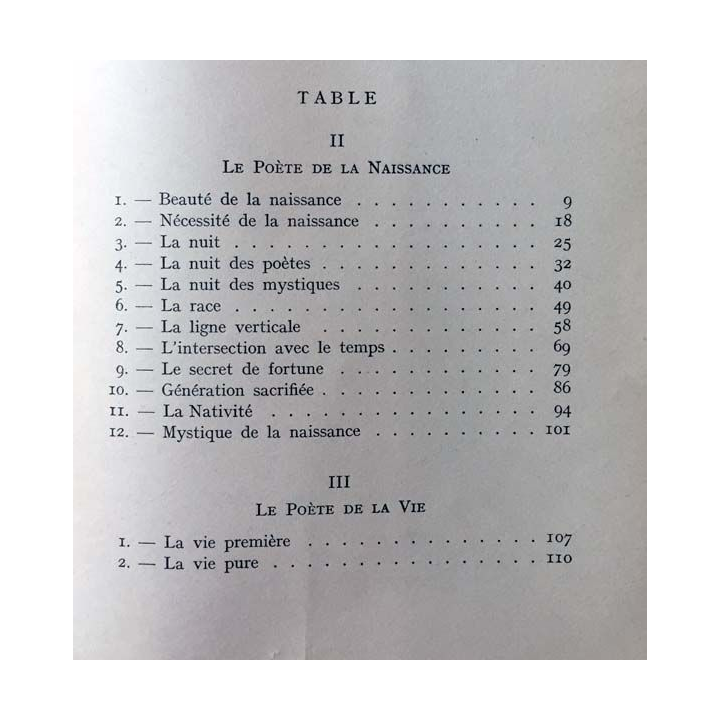 TABLE
II
LE POÈTE DE LA NAISSANCE
1. — Beauté de la naissance . . . . . . . . . . . 9
2. — Nécessité de la naissance . . . . . . . . . . 18
3. — La nuit . . . . . . . . . . . . . . . . . . 25
4. — La nuit des poètes . . . . . . . . . . . . . 32
5. — La nuit des mystiques . . . . . . . . . . . 40
6. — La race . . . . . . . . . . . . . . . . . . 49
7. — La ligne verticale . . . . . . . . . . . . . 58
8. — L'intersection avec le temps . . . . . . . . . 69
9. — Le secret de fortune . . . . . . . . . . . . 79
10. — Génération sacrifiée . . . . . . . . . . . . . 86
11. — La Nativité . . . . . . . . . . . . . . . . 94
12. — Mystique de la naissance . . . . . . . . . . 101
III
LE POÈTE DE LA VIE
1. — La vie première . . . . . . . . . . . . . . 107
2. — La vie pure . . . . . . . . . . . . . . . . 110